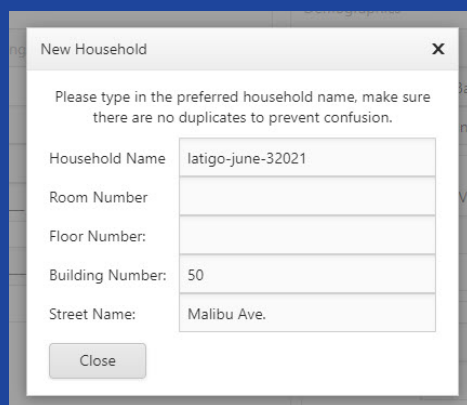 Demographics
New Household
Please type in the preferred household name, make sure
there are no duplicates to prevent confusion.
Household Name latigo-june-32021
Room Number
Floor Number:
Building Number: 50
Street Name: Malibu Ave.
Close